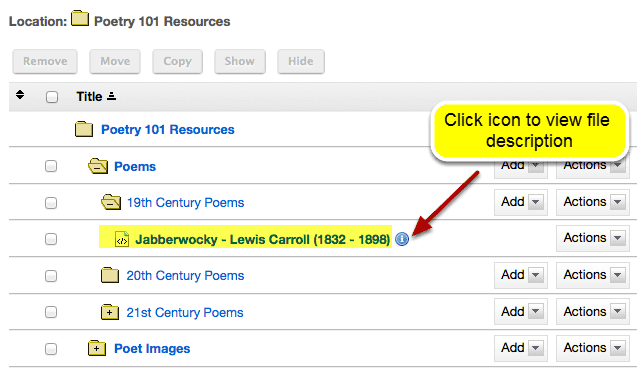 Location: Poetry 101 Resources
Remove Move Copy Show Hide
Title
Poetry 101 Resources
Click icon to view file
description
Poems Add Actions
19th Century Poems Add Actions
Jabberwocky - Lewis Carroll (1832 - 1898) Actions
20th Century Poems Add Actions
21st Century Poems Add Actions
Poet Images Add Actions